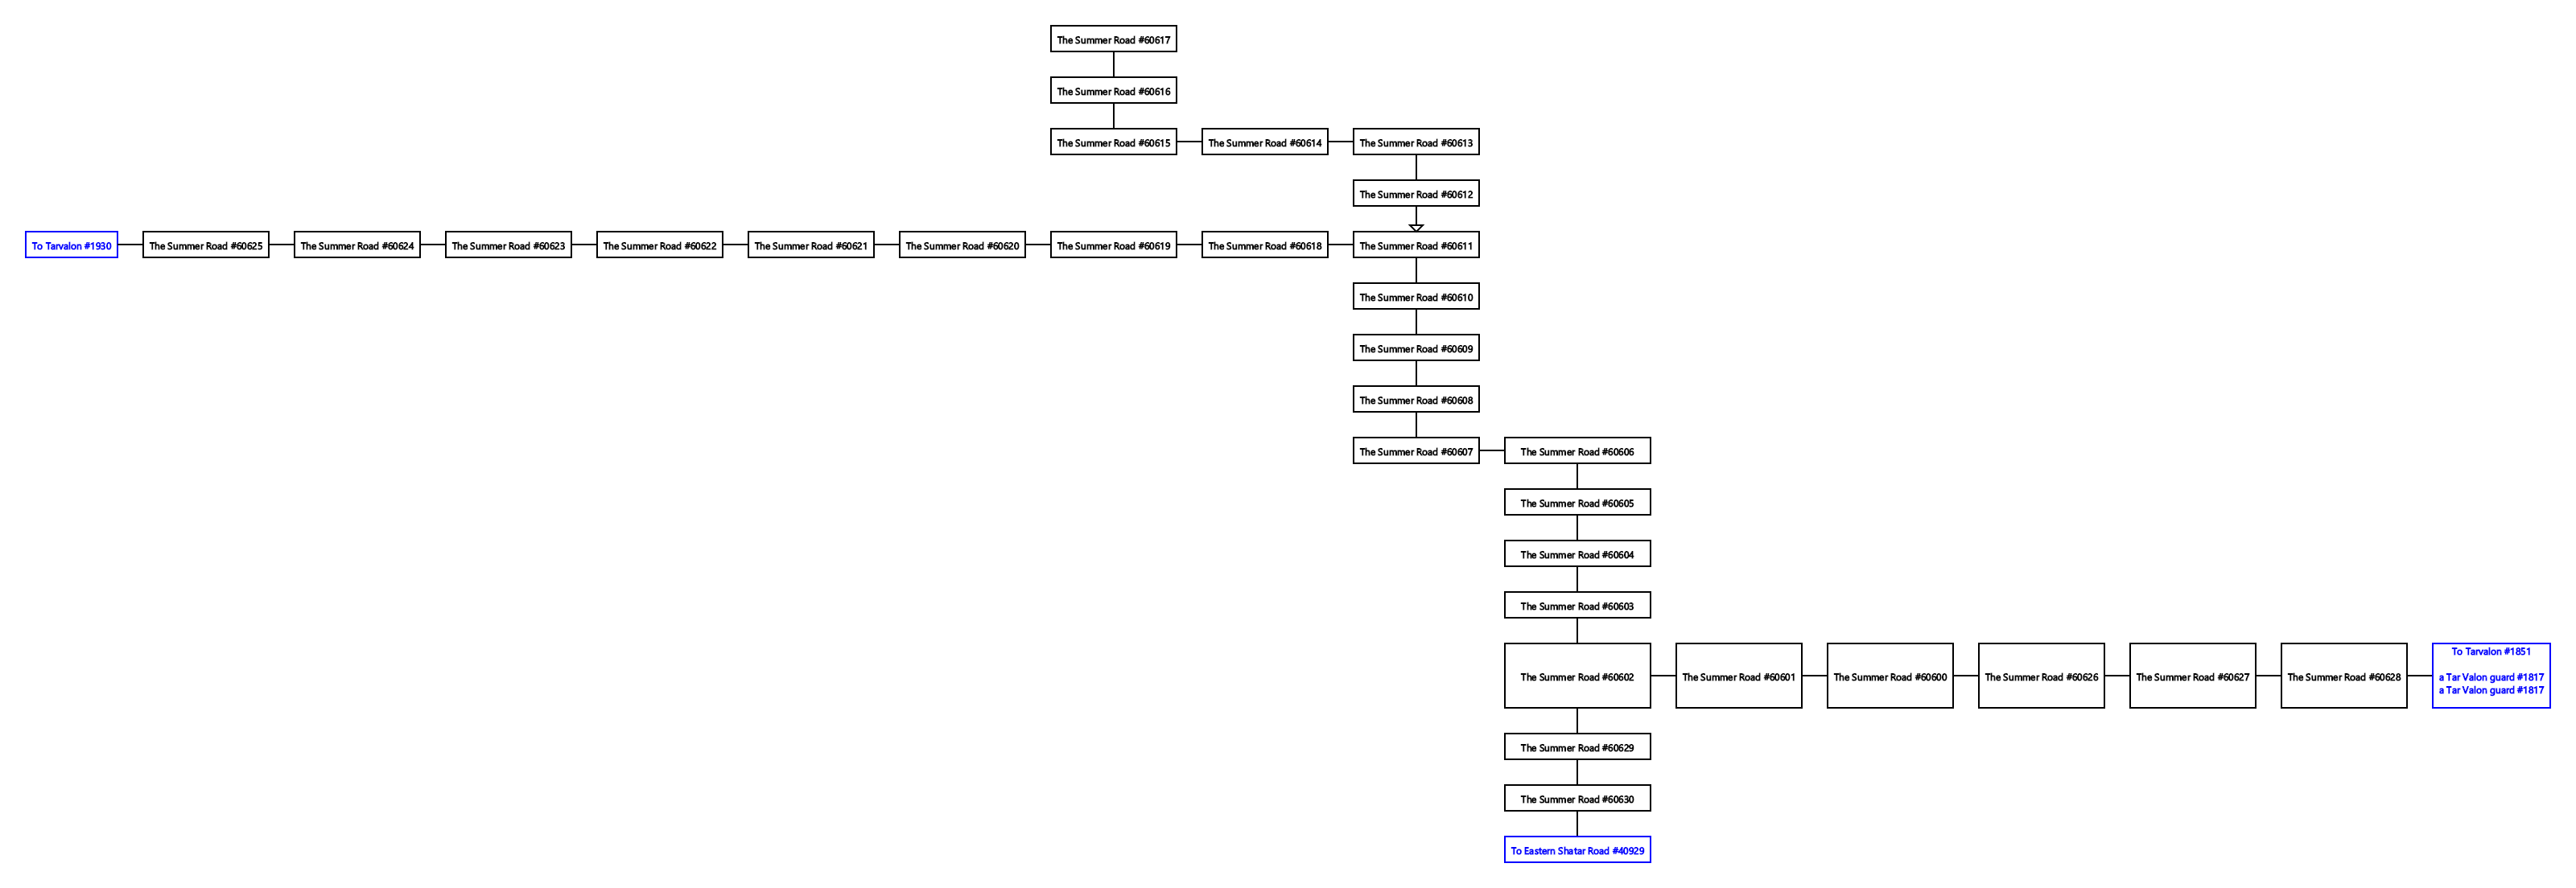 The Summer Road #60617
The Summer Road #60616
The Summer Road #60615
The Summer Road #60614
The Summer Road #60613
The Summer Road #60612
To Tarvalon #1930
The Summer Road #60625
The Summer Road #60624
The Summer Road #60623
The Summer Road #60622
The Summer Road #60621
The Summer Road #60620
The Summer Road #60619
The Summer Road #60618
The Summer Road #60611
The Summer Road #60610
The Summer Road #60609
The Summer Road #60608
The Summer Road #60607
The Summer Road #60606
The Summer Road #60605
The Summer Road #60604
The Summer Road #60603
The Summer Road #60602
The Summer Road #60601
The Summer Road #60600
The Summer Road #60626
The Summer Road #60627
The Summer Road #60628
To Tarvalon #1851
a Tar Valon guard #1817
a Tar Valon guard #1817
The Summer Road #60629
The Summer Road #60630
To Eastern Shatar Road #40929